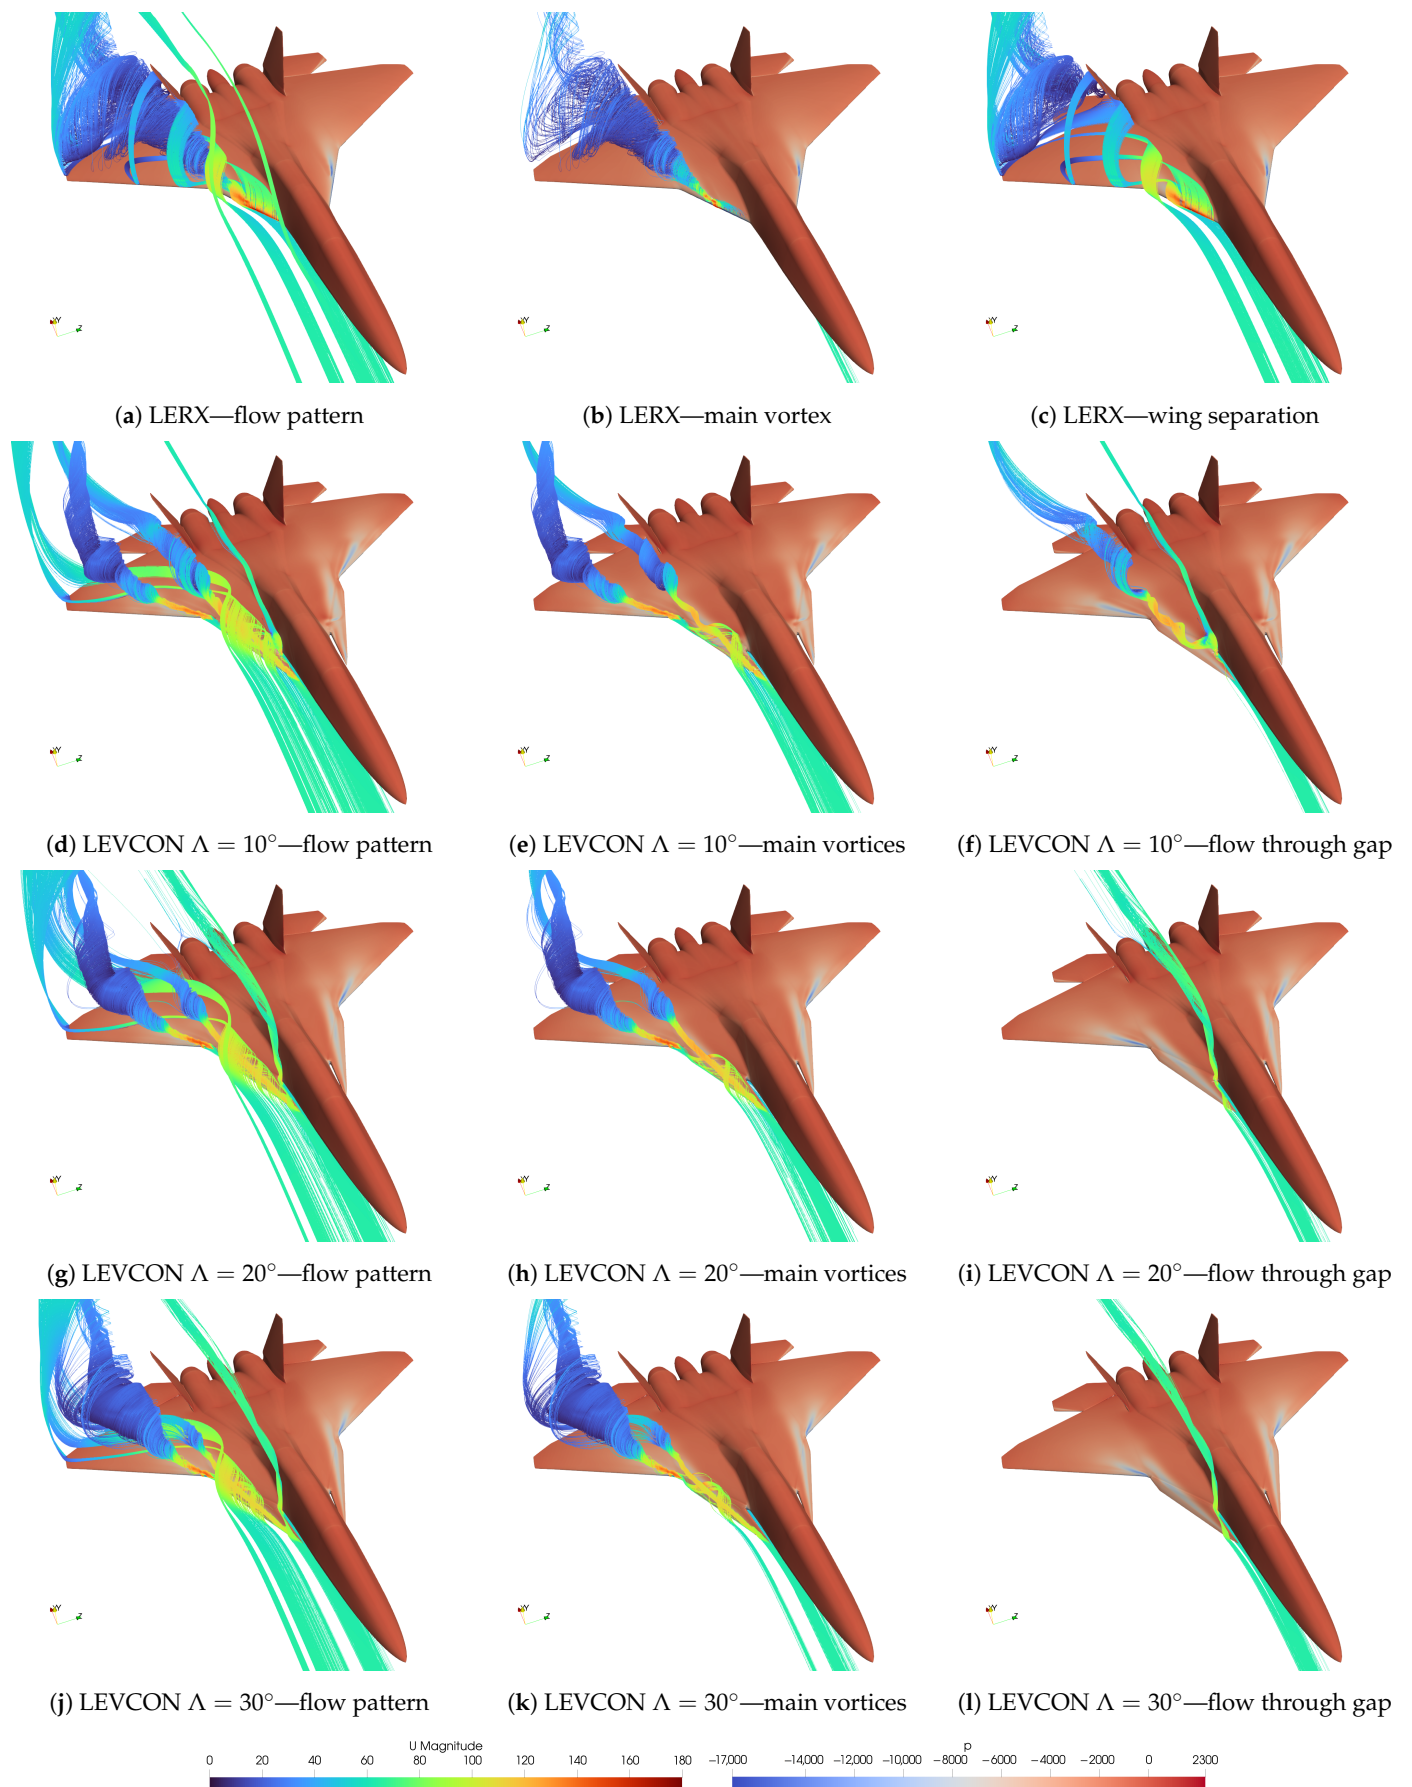 (a) LERX—flow pattern
(b) LERX—main vortex
(c) LERX—wing separation
(d) LEVCON Λ = 10°—flow pattern
(e) LEVCON Λ = 10°—main vortices
(f) LEVCON Λ = 10°—flow through gap
(g) LEVCON Λ = 20°—flow pattern
(h) LEVCON Λ = 20°—main vortices
(i) LEVCON Λ = 20°—flow through gap
(j) LEVCON Λ = 30°—flow pattern
(k) LEVCON Λ = 30°—main vortices
(l) LEVCON Λ = 30°—flow through gap
U Magnitude
0 20 40 60 80 100 120 140 160 180
p
−17,000 −14,000 −12,000 −10,000 −8000 −6000 −4000 −2000 0 2300